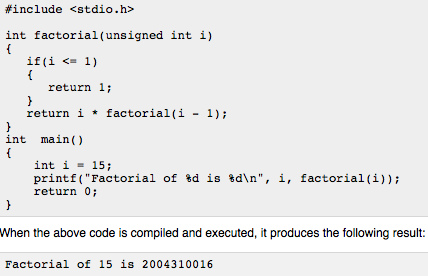 #include <stdio.h>
int factorial(unsigned int i)
{
if(i <= 1)
{
return 1;
}
return i * factorial(i - 1);
}
int main()
{
int i = 15;
printf("Factorial of %d is %d\n", i, factorial(i));
return 0;
}
When the above code is compiled and executed, it produces the following result:
Factorial of 15 is 2004310016